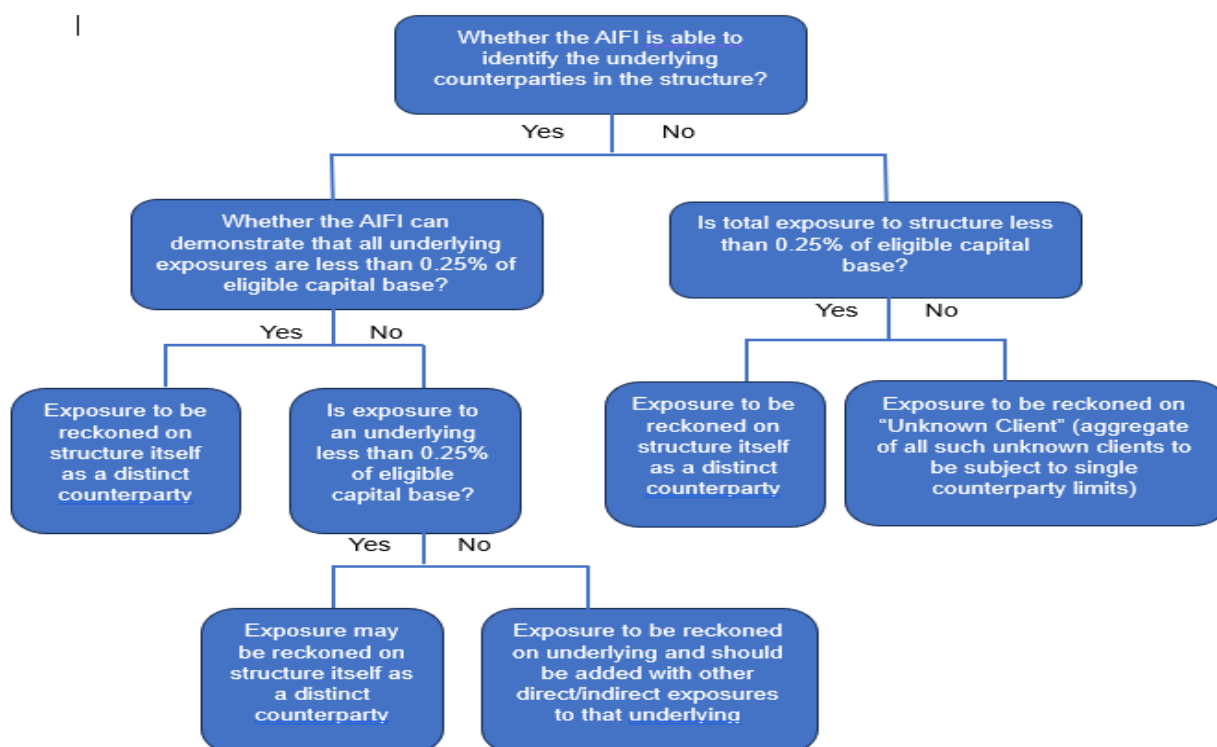 Whether the AIFI is able to
identify the underlying
counterparties in the structure?
Yes
No
Whether the AIFI can
demonstrate that all underlying
exposures are less than 0.25% of
eligible capital base?
Is total exposure to structure less
than 0.25% of eligible capital
base?
Yes
No
Yes
No
Exposure to be
reckoned on
structure itself
as a distinct
counterparty
Is exposure to
an underlying
less than 0.25%
of eligible
capital base?
Exposure to be
reckoned on
structure itself
as a distinct
counterparty
Exposure to be reckoned on
“Unknown Client” (aggregate
of all such unknown clients to
be subject to single
counterparty limits)
Yes
No
Exposure may
be reckoned on
structure itself as
a distinct
counterparty
Exposure to be reckoned
on underlying and should
be added with other
direct/indirect exposures
to that underlying